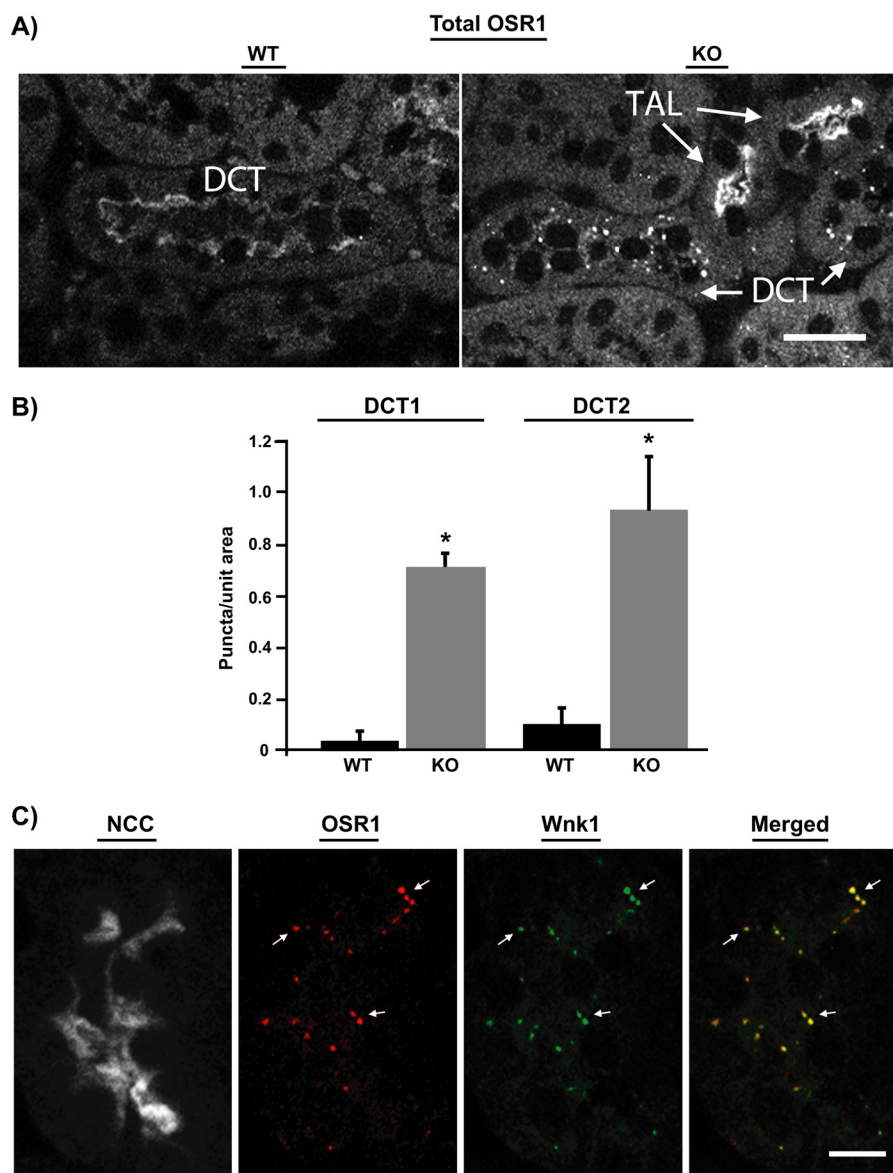 A)
Total OSR1
WT
KO
DCT
TAL
DCT
B)
DCT1
DCT2
Puncta/unit area
1.2
1.0
0.8
0.6
0.4
0.2
0
*
*
WT
KO
WT
KO
C)
NCC
OSR1
Wnk1
Merged